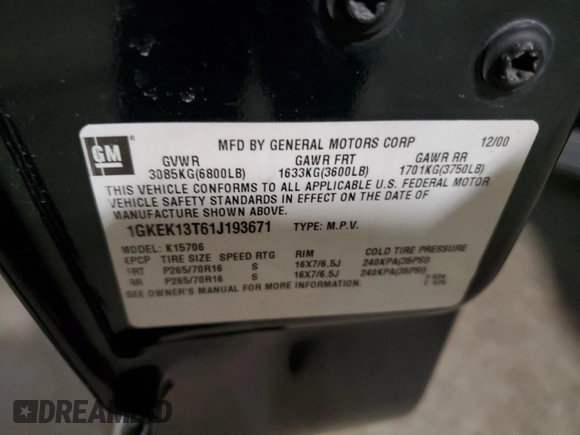 GM
MFD BY GENERAL MOTORS CORP 12/00
GVWR GAWR FRT GAWR RR
3085KG(6800LB) 1633KG(3600LB) 1701KG(3750LB)
THIS VEHICLE CONFORMS TO ALL APPLICABLE U.S. FEDERAL MOTOR
VEHICLE SAFETY STANDARDS IN EFFECT ON THE DATE OF
MANUFACTURE SHOWN ABOVE.
1GKEK13T61J193671 TYPE: M.P.V.
MODEL: K15706
XPCP TIRE SIZE SPEED RTG RIM COLD TIRE PRESSURE
FRT P265/70R16 S 16X7/6.5J 240KPA(35PSI)
RR P265/70R16 S 16X7/6.5J 240KPA(35PSI)
SEE OWNER'S MANUAL FOR MORE INFORMATION.
DREAMBID